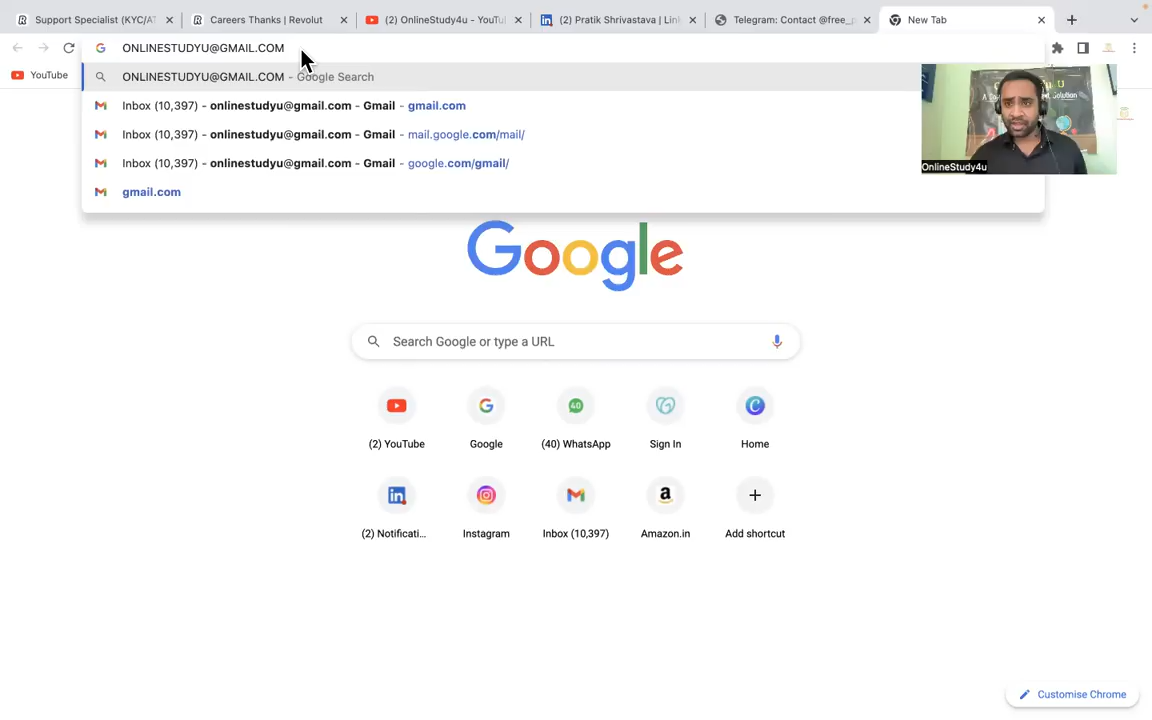 Support Specialist (KYC/AT
Careers Thanks | Revolut
(2) OnlineStudy4u - YouTu
(2) Pratik Shrivastava | Link
Telegram: Contact @free_
New Tab
ONLINESTUDYU@GMAIL.COM
YouTube
ONLINESTUDYU@GMAIL.COM - Google Search
Inbox (10,397) - onlinestudyu@gmail.com - Gmail - gmail.com
Inbox (10,397) - onlinestudyu@gmail.com - Gmail - mail.google.com/mail/
Inbox (10,397) - onlinestudyu@gmail.com - Gmail - google.com/gmail/
gmail.com
OnlineStudy4u
Google
Search Google or type a URL
(2) YouTube
Google
40
(40) WhatsApp
Sign In
Home
(2) Notificati...
Instagram
Inbox (10,397)
Amazon.in
Add shortcut
Customise Chrome